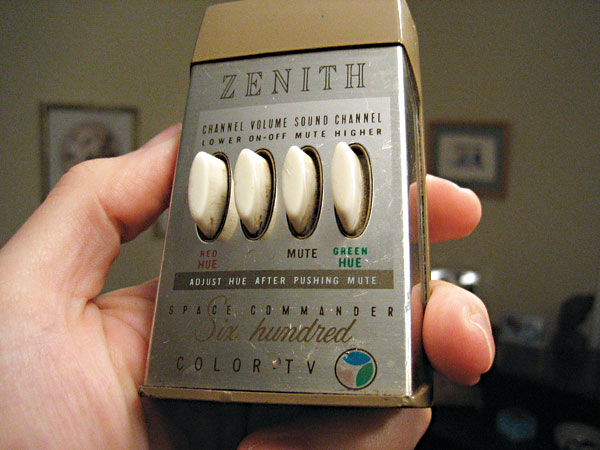 ZENITH
CHANNEL VOLUME SOUND CHANNEL
LOWER ON-OFF MUTE HIGHER
RED HUE MUTE GREEN HUE
ADJUST HUE AFTER PUSHING MUTE
SPACE COMMANDER
Six hundred
COLOR TV